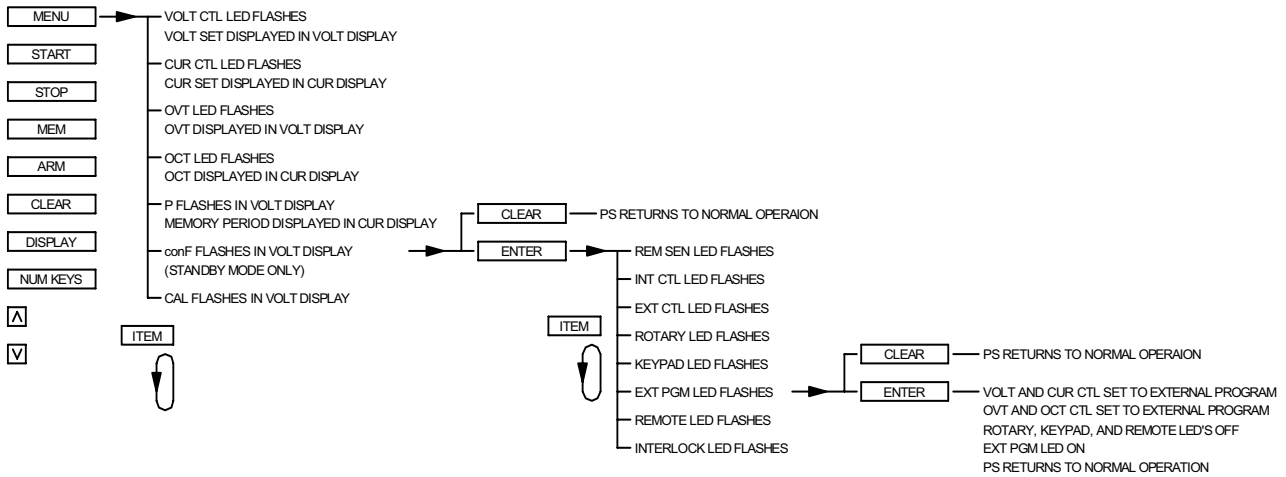 MENU
START
STOP
MEM
ARM
CLEAR
DISPLAY
NUM KEYS
VOLT CTL LED FLASHES
VOLT SET DISPLAYED IN VOLT DISPLAY
CUR CTL LED FLASHES
CUR SET DISPLAYED IN CUR DISPLAY
OVT LED FLASHES
OVT DISPLAYED IN VOLT DISPLAY
OCT LED FLASHES
OCT DISPLAYED IN CUR DISPLAY
P FLASHES IN VOLT DISPLAY
MEMORY PERIOD DISPLAYED IN CUR DISPLAY
conF FLASHES IN VOLT DISPLAY
(STANDBY MODE ONLY)
CAL FLASHES IN VOLT DISPLAY
ITEM
CLEAR
PS RETURNS TO NORMAL OPERAION
ENTER
REM SEN LED FLASHES
INT CTL LED FLASHES
EXT CTL LED FLASHES
ROTARY LED FLASHES
KEYPAD LED FLASHES
EXT PGM LED FLASHES
REMOTE LED FLASHES
INTERLOCK LED FLASHES
ITEM
CLEAR
PS RETURNS TO NORMAL OPERAION
ENTER
VOLT AND CUR CTL SET TO EXTERNAL PROGRAM
OVT AND OCT CTL SET TO EXTERNAL PROGRAM
ROTARY, KEYPAD, AND REMOTE LED'S OFF
EXT PGM LED ON
PS RETURNS TO NORMAL OPERATION